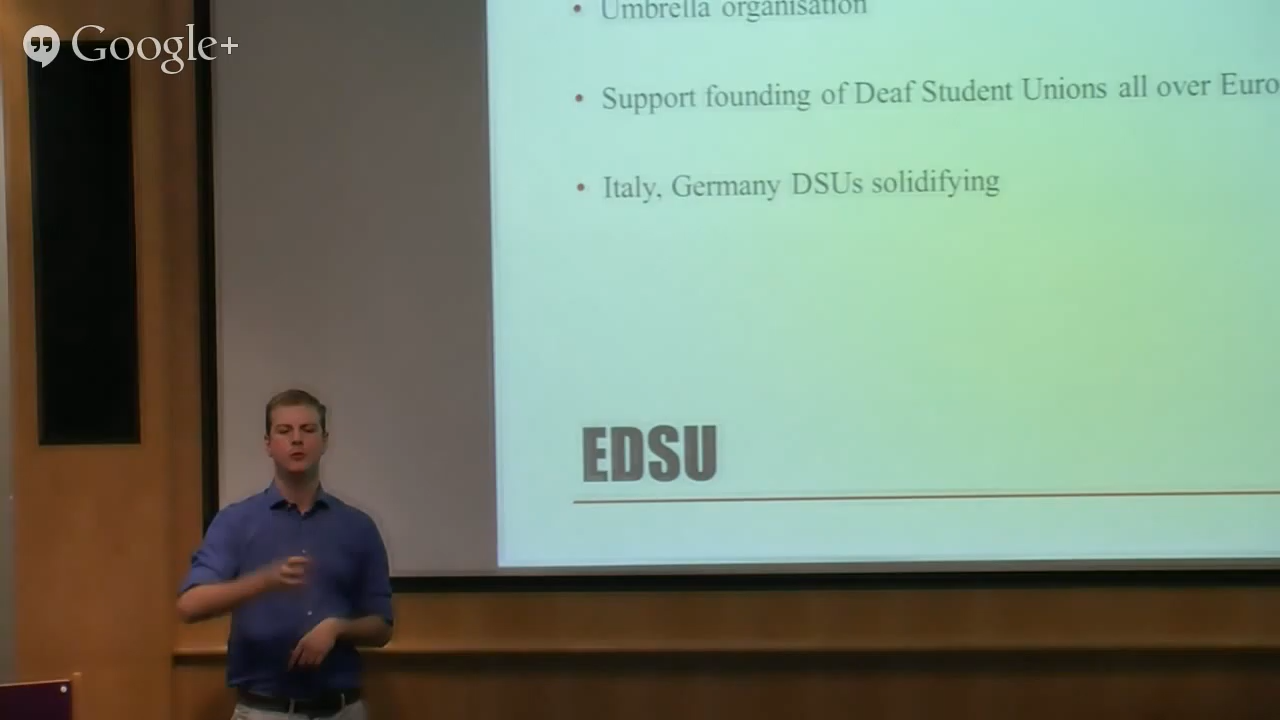 Google+
• Umbrella organisation
• Support founding of Deaf Student Unions all over Euro
• Italy, Germany DSUs solidifying
EDSU